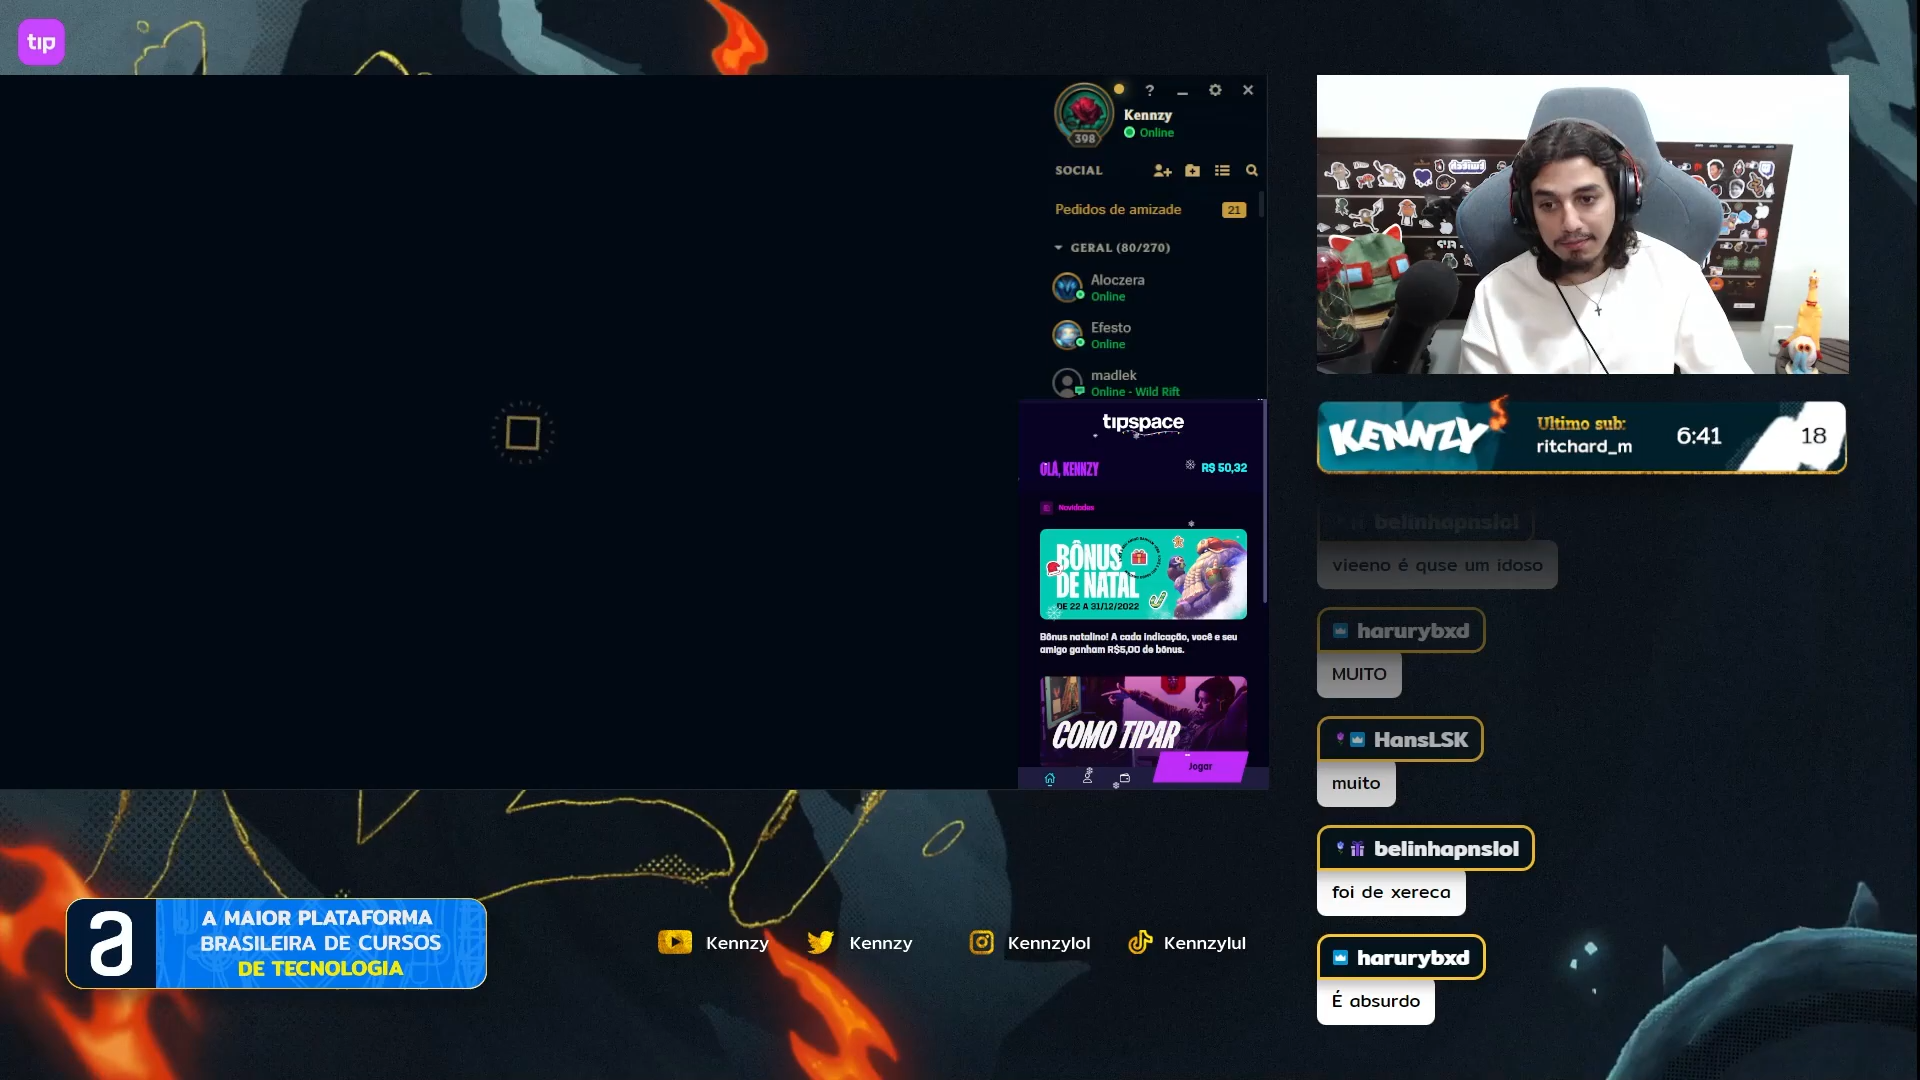 tip
Kennzy
Online
398
SOCIAL
Pedidos de amizade
21
GERAL (80/270)
Aloczera
Online
Efesto
Online
madlek
Online - Wild Rift
tipspace
OLÁ, KENNZY
R$ 50,32
Novidades
BÔNUS
DE NATAL
DE 22 A 31/12/2022
Bônus natalino! A cada indicação, você e seu
amigo ganham R$5,00 de bônus.
COMO TIPAR
Jogar
KENNZY
Ultimo sub:
ritchard_m
6:41
18
belinhapnslol
vieeno é quse um idoso
harurybxd
MUITO
HansLSK
muito
belinhapnslol
foi de xereca
harurybxd
É absurdo
a
A MAIOR PLATAFORMA
BRASILEIRA DE CURSOS
DE TECNOLOGIA
Kennzy
Kennzy
Kennzylol
Kennzylul